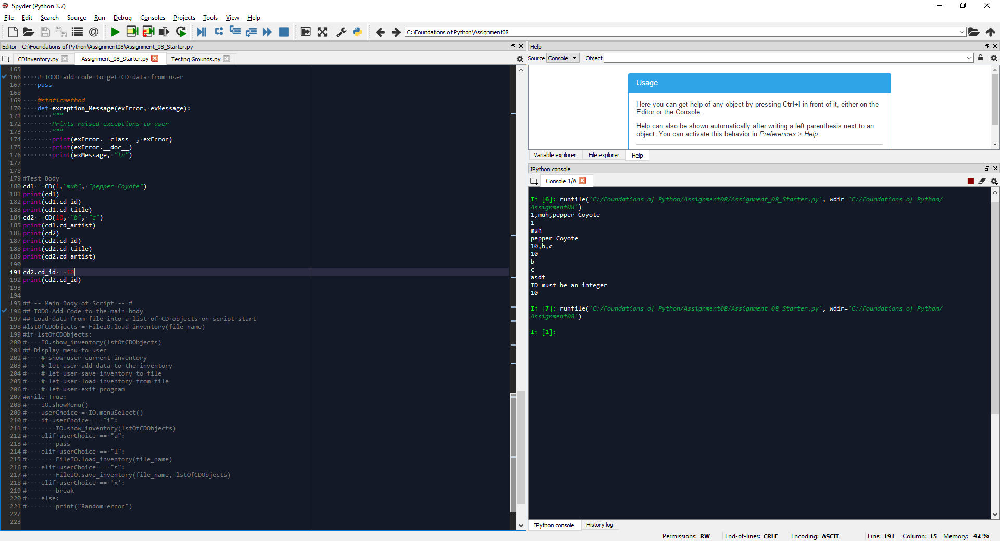 Spyder (Python 3.7)
File Edit Search Source Run Debug Consoles Projects Tools View Help
C:\Foundations of Python\Assignment08
Editor - C:\Foundations of Python\Assignment08\Assignment_08_Starter.py
CDInventory.py Assignment_08_Starter.py Testing Grounds.py
165
166 ····# TODO add code to get CD data from user
167 ····pass
168
169 ····@staticmethod
170 ····def exception_Message(exError, exMessage):
171 ········"""
172 ········Prints raised exceptions to user
173 ········"""
174 ········print(exError.__class__, exError)
175 ········print(exError.__doc__)
176 ········print(exMessage, "\n")
177
178
179 #Test Body
180 cd1 = CD(1,"muh", "pepper Coyote")
181 print(cd1)
182 print(cd1.cd_id)
183 print(cd1.cd_title)
184 cd2 = CD(10, "b", "c")
185 print(cd1.cd_artist)
186 print(cd2)
187 print(cd2.cd_id)
188 print(cd2.cd_title)
189 print(cd2.cd_artist)
190
191 cd2.cd_id = 10
192 print(cd2.cd_id)
193
194
195 ## -- Main Body of Script -- #
196 ## TODO Add Code to the main body
197 ## Load data from file into a list of CD objects on script start
198 #lstOfCDObjects = FileIO.load_inventory(file_name)
199 #if lstOfCDObjects:
200 #····IO.show_inventory(lstOfCDObjects)
201 ## Display menu to user
202 #····# show user current inventory
203 #····# let user add data to the inventory
204 #····# let user save inventory to file
205 #····# let user load inventory from file
206 #····# let user exit program
207 #while True:
208 #····IO.showMenu()
209 #····userChoice = IO.menuSelect()
210 #····if userChoice == "i":
211 #········IO.show_inventory(lstOfCDObjects)
212 #····elif userChoice == "a":
213 #········pass
214 #····elif userChoice == "l":
215 #········FileIO.load_inventory(file_name)
216 #····elif userChoice == "s":
217 #········FileIO.save_inventory(file_name, lstOfCDObjects)
218 #····elif userChoice == 'x':
219 #········break
220 #····else:
221 #········print("Random error")
222
223
Help
Source Console Object
Usage
Here you can get help of any object by pressing Ctrl+I in front of it, either on the
Editor or the Console.
Help can also be shown automatically after writing a left parenthesis next to an
object. You can activate this behavior in Preferences > Help.
Variable explorer File explorer Help
IPython console
Console 1/A
In [6]: runfile('C:/Foundations of Python/Assignment08/Assignment_08_Starter.py', wdir='C:/Foundations of Python/
Assignment08')
1,muh,pepper Coyote
1
muh
pepper Coyote
10,b,c
10
b
c
asdf
ID must be an integer
10
In [7]: runfile('C:/Foundations of Python/Assignment08/Assignment_08_Starter.py', wdir='C:/Foundations of Python/
Assignment08')
In [1]:
IPython console History log
Permissions: RW End-of-lines: CRLF Encoding: ASCII Line: 191 Column: 15 Memory: 42 %